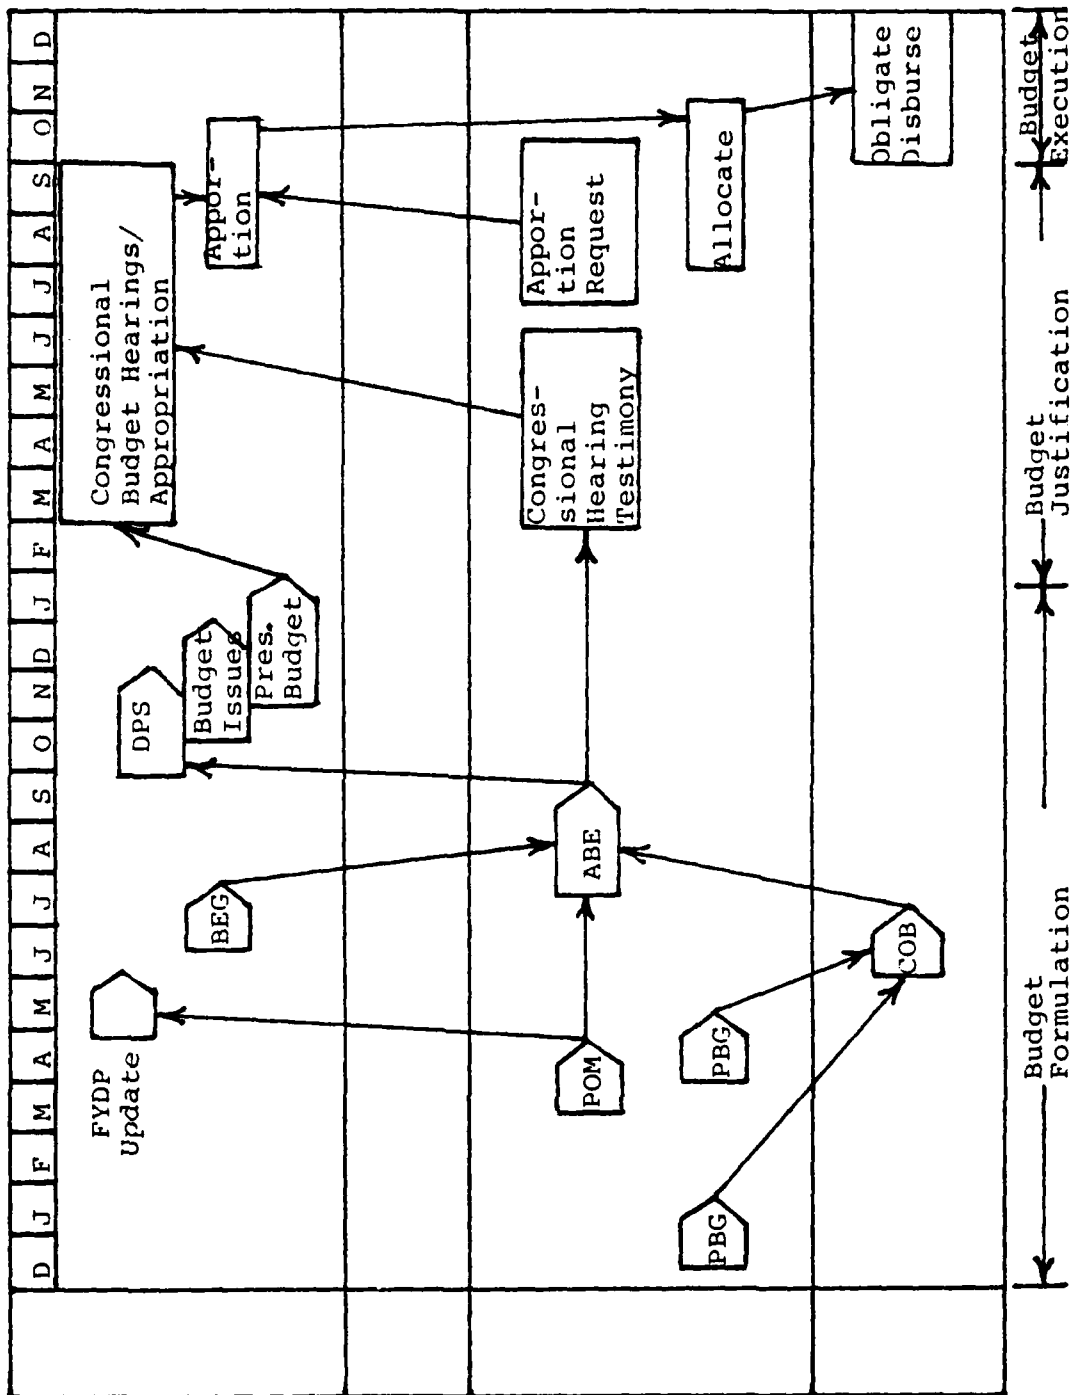 D J F M A M J J A S O N D J F M A M J J A S O N D
FYDP
Update
BEG
DPS
Budget
Issues
Pres.
Budget
Congressional
Budget Hearings/
Appropriation
Appor-
tion
POM
ABE
Congres-
sional
Hearing
Testimony
Appor-
tion
Request
PBG
PBG
Allocate
COB
Obligate
Disburse
Budget
Formulation
Budget
Justification
Budget
Execution